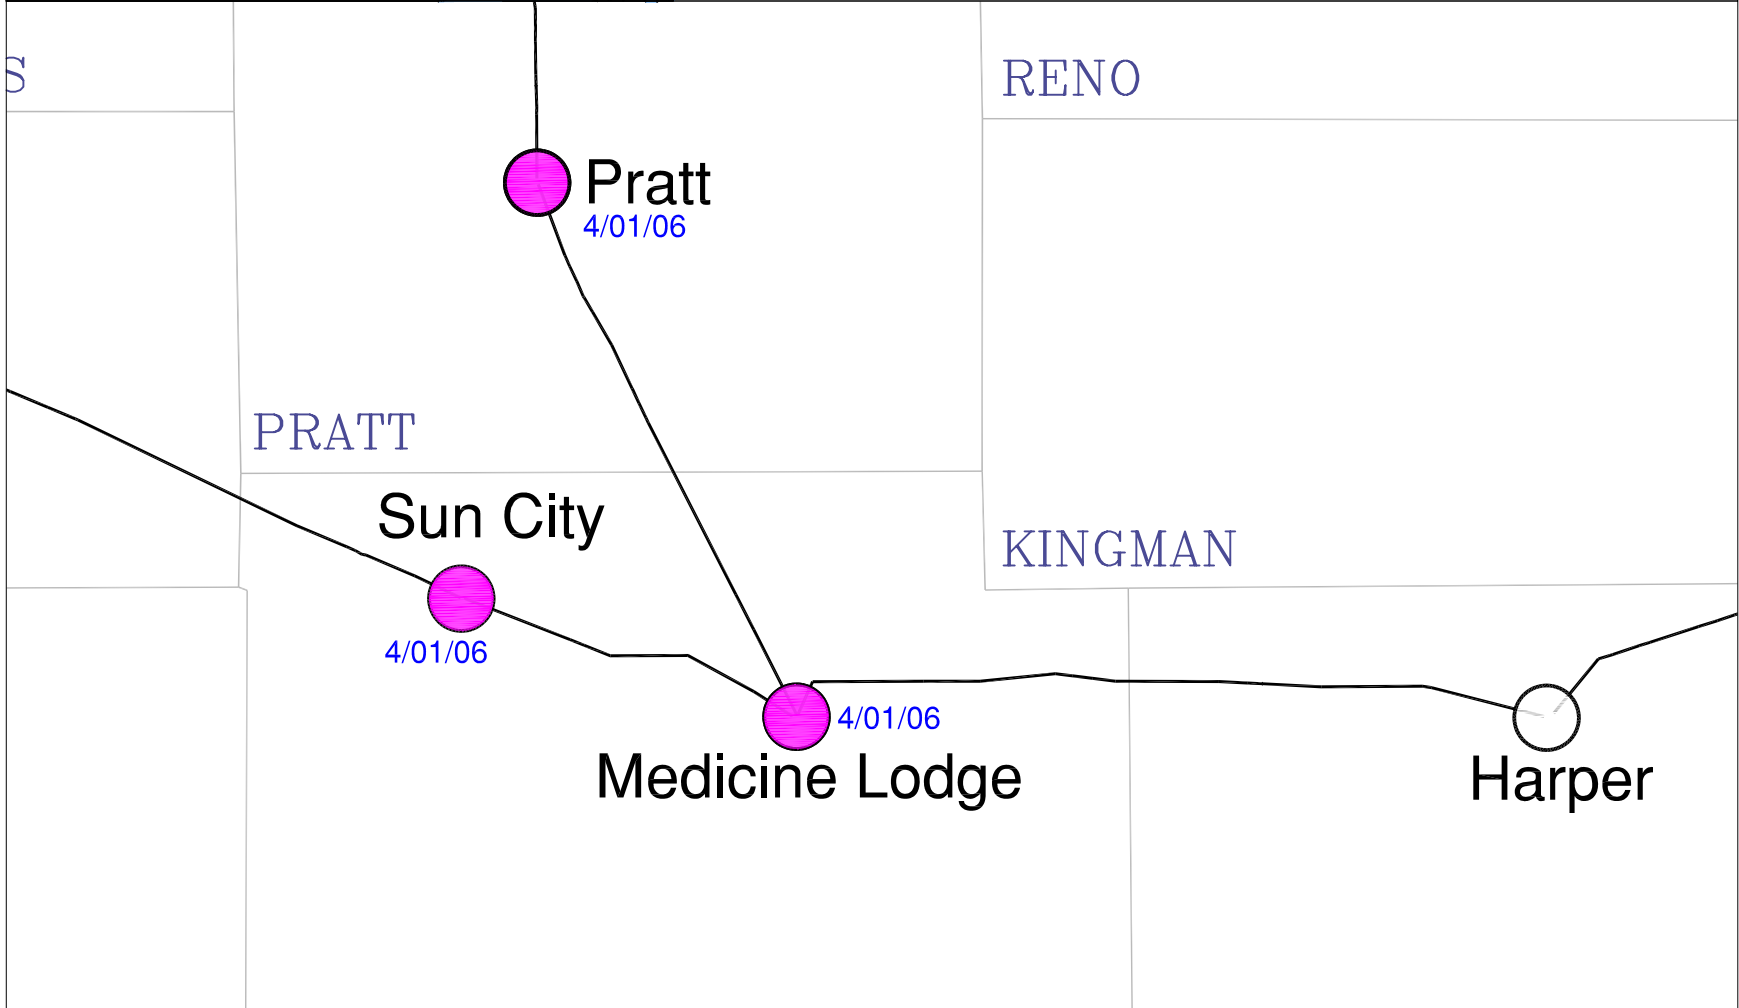 S
RENO
Pratt
4/01/06
PRATT
Sun City
KINGMAN
4/01/06
4/01/06
Medicine Lodge
Harper